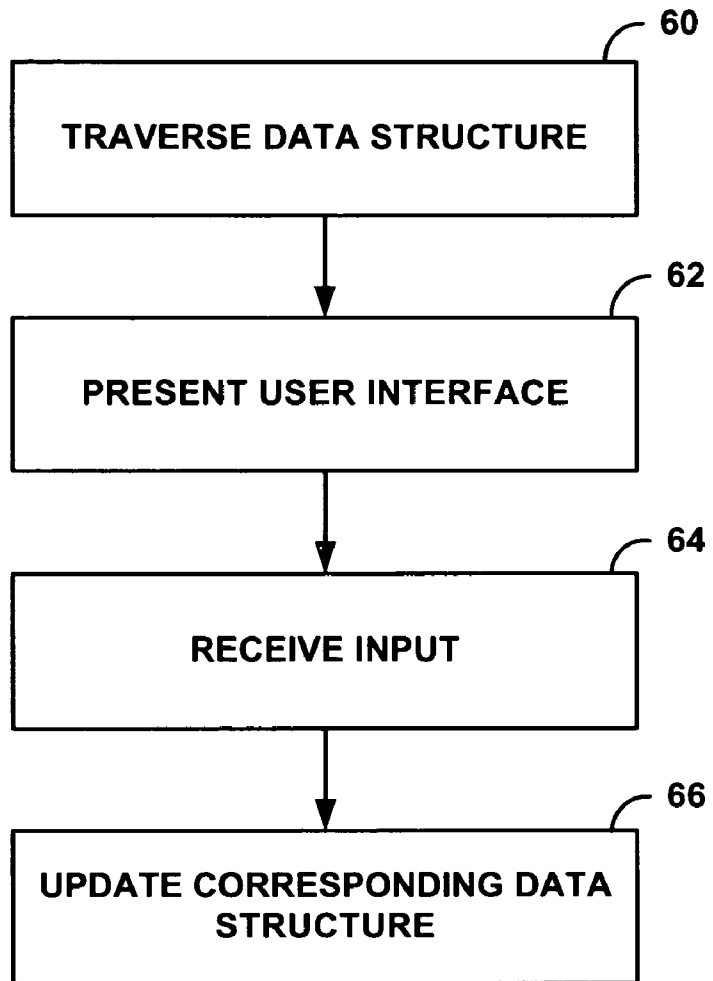 60
TRAVERSE DATA STRUCTURE
62
PRESENT USER INTERFACE
64
RECEIVE INPUT
66
UPDATE CORRESPONDING DATA
STRUCTURE